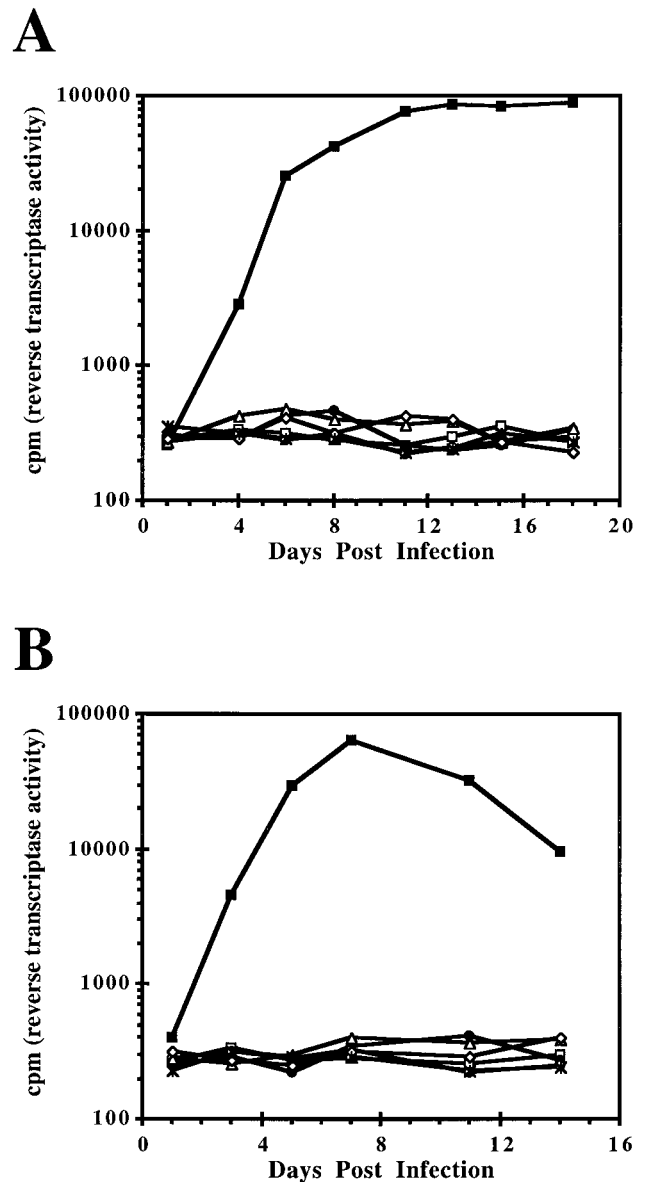 A
100000
10000
1000
100
cpm (reverse transcriptase activity)
0 4 8 12 16 20
Days Post Infection
B
100000
10000
1000
100
cpm (reverse transcriptase activity)
0 4 8 12 16
Days Post Infection